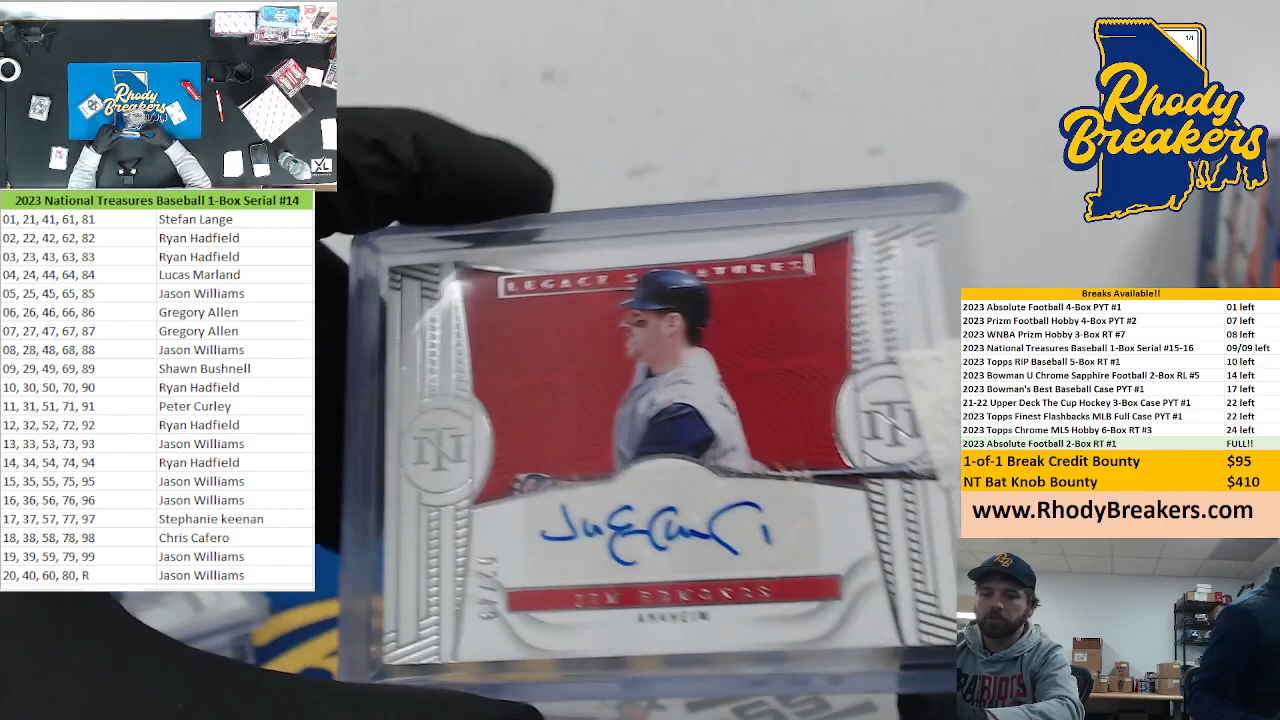 Rhody
Breakers
XL
2023 National Treasures Baseball 1-Box Serial #14
01, 21, 41, 61, 81 Stefan Lange
02, 22, 42, 62, 82 Ryan Hadfield
03, 23, 43, 63, 83 Ryan Hadfield
04, 24, 44, 64, 84 Lucas Marland
05, 25, 45, 65, 85 Jason Williams
06, 26, 46, 66, 86 Gregory Allen
07, 27, 47, 67, 87 Gregory Allen
08, 28, 48, 68, 88 Jason Williams
09, 29, 49, 69, 89 Shawn Bushnell
10, 30, 50, 70, 90 Ryan Hadfield
11, 31, 51, 71, 91 Peter Curley
12, 32, 52, 72, 92 Ryan Hadfield
13, 33, 53, 73, 93 Jason Williams
14, 34, 54, 74, 94 Ryan Hadfield
15, 35, 55, 75, 95 Jason Williams
16, 36, 56, 76, 96 Jason Williams
17, 37, 57, 77, 97 Stephanie keenan
18, 38, 58, 78, 98 Chris Cafero
19, 39, 59, 79, 99 Jason Williams
20, 40, 60, 80, R Jason Williams
LEGACY SIGNATURES
NT
NT
JIM EDMONDS
ANAHEIM
1/1
Rhody
Breakers
Breaks Available!!
2023 Absolute Football 4-Box PYT #1 01 left
2023 Prizm Football Hobby 4-Box PYT #2 07 left
2023 WNBA Prizm Hobby 3-Box RT #7 08 left
2023 National Treasures Baseball 1-Box Serial #15-16 09/09 left
2023 Topps RIP Baseball 5-Box RT #1 10 left
2023 Bowman U Chrome Sapphire Football 2-Box RL #5 14 left
2023 Bowman's Best Baseball Case PYT #1 17 left
21-22 Upper Deck The Cup Hockey 3-Box Case PYT #1 22 left
2023 Topps Finest Flashbacks MLB Full Case PYT #1 22 left
2023 Topps Chrome MLS Hobby 6-Box RT #3 24 left
2023 Absolute Football 2-Box RT #1 FULL!!
1-of-1 Break Credit Bounty $95
NT Bat Knob Bounty $410
www.RhodyBreakers.com
RB
PATRIOTS